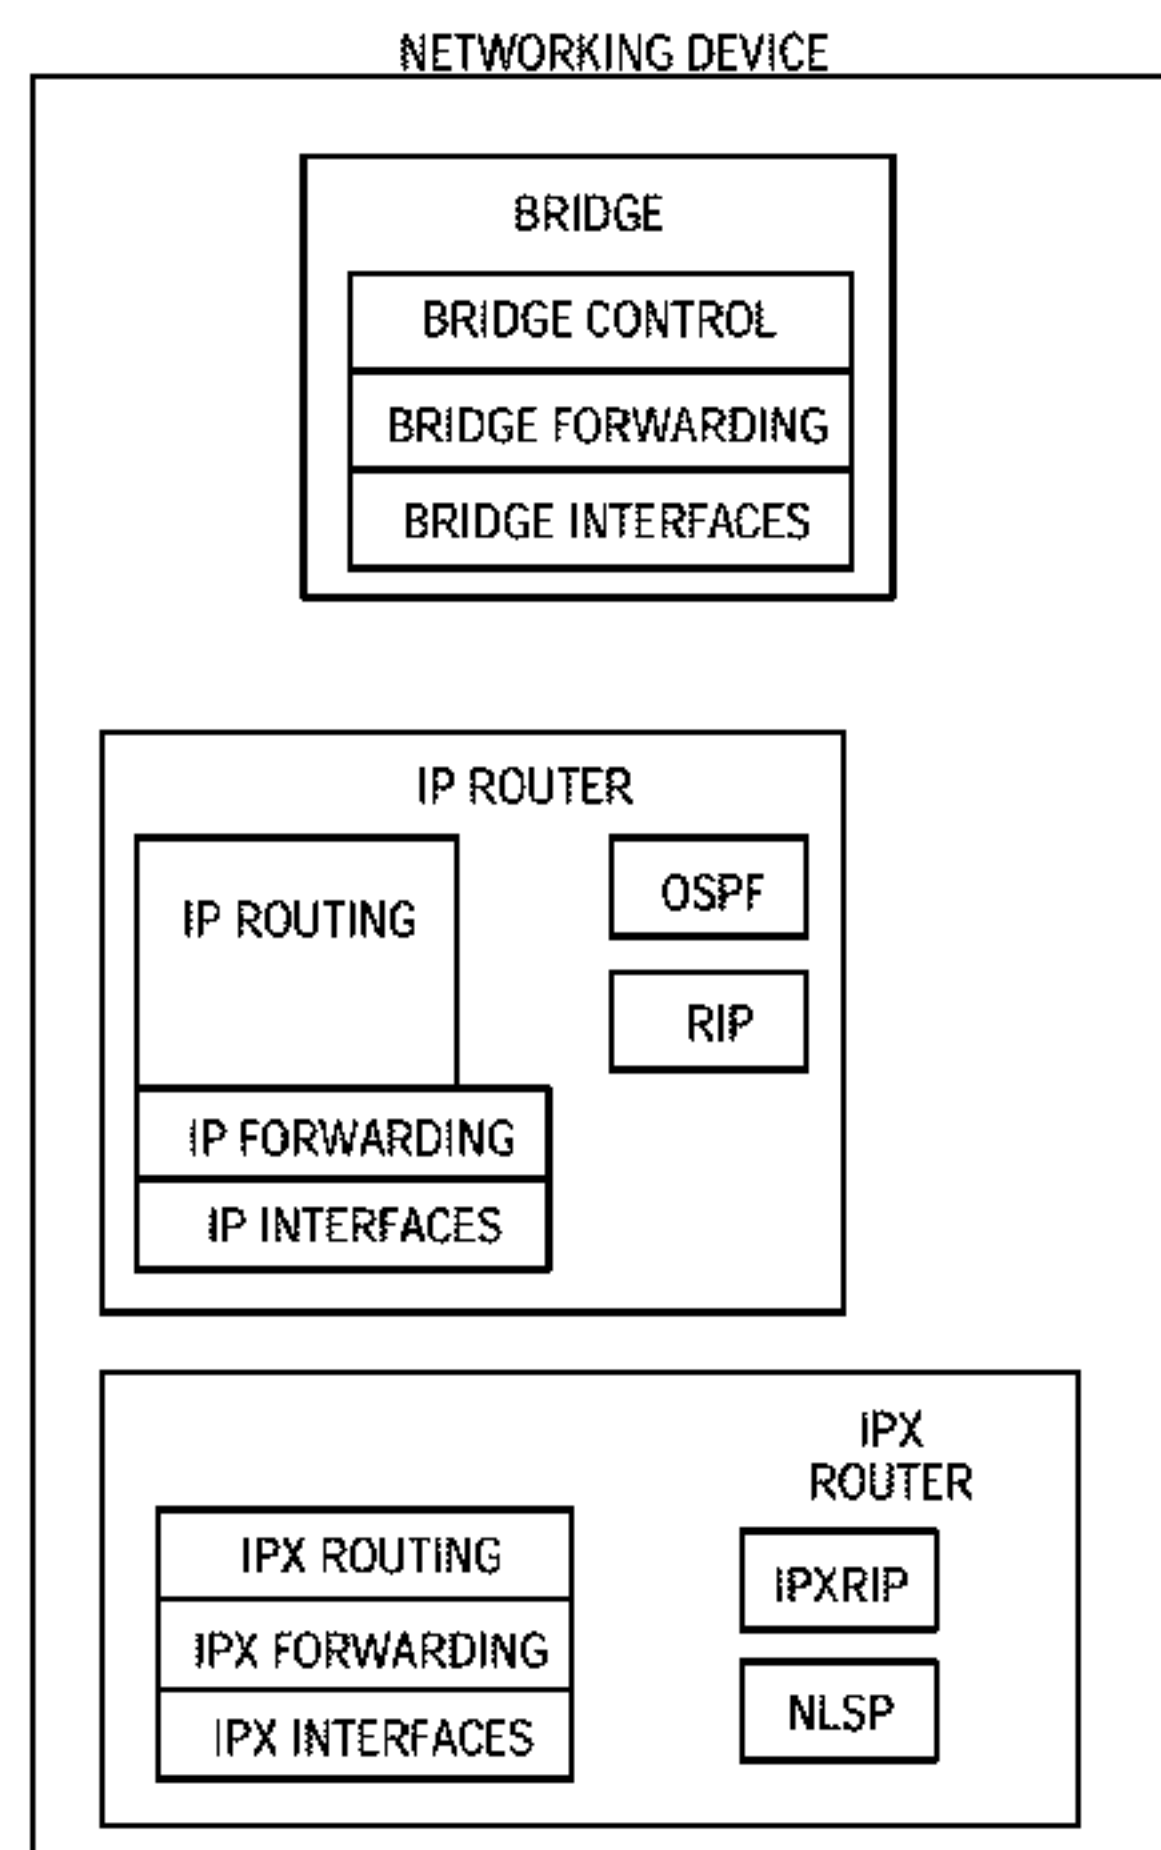 NETWORKING DEVICE
BRIDGE
BRIDGE CONTROL
BRIDGE FORWARDING
BRIDGE INTERFACES
IP ROUTER
IP ROUTING
OSPF
RIP
IP FORWARDING
IP INTERFACES
IPX
ROUTER
IPX ROUTING
IPX FORWARDING
IPX INTERFACES
IPXRIP
NLSP